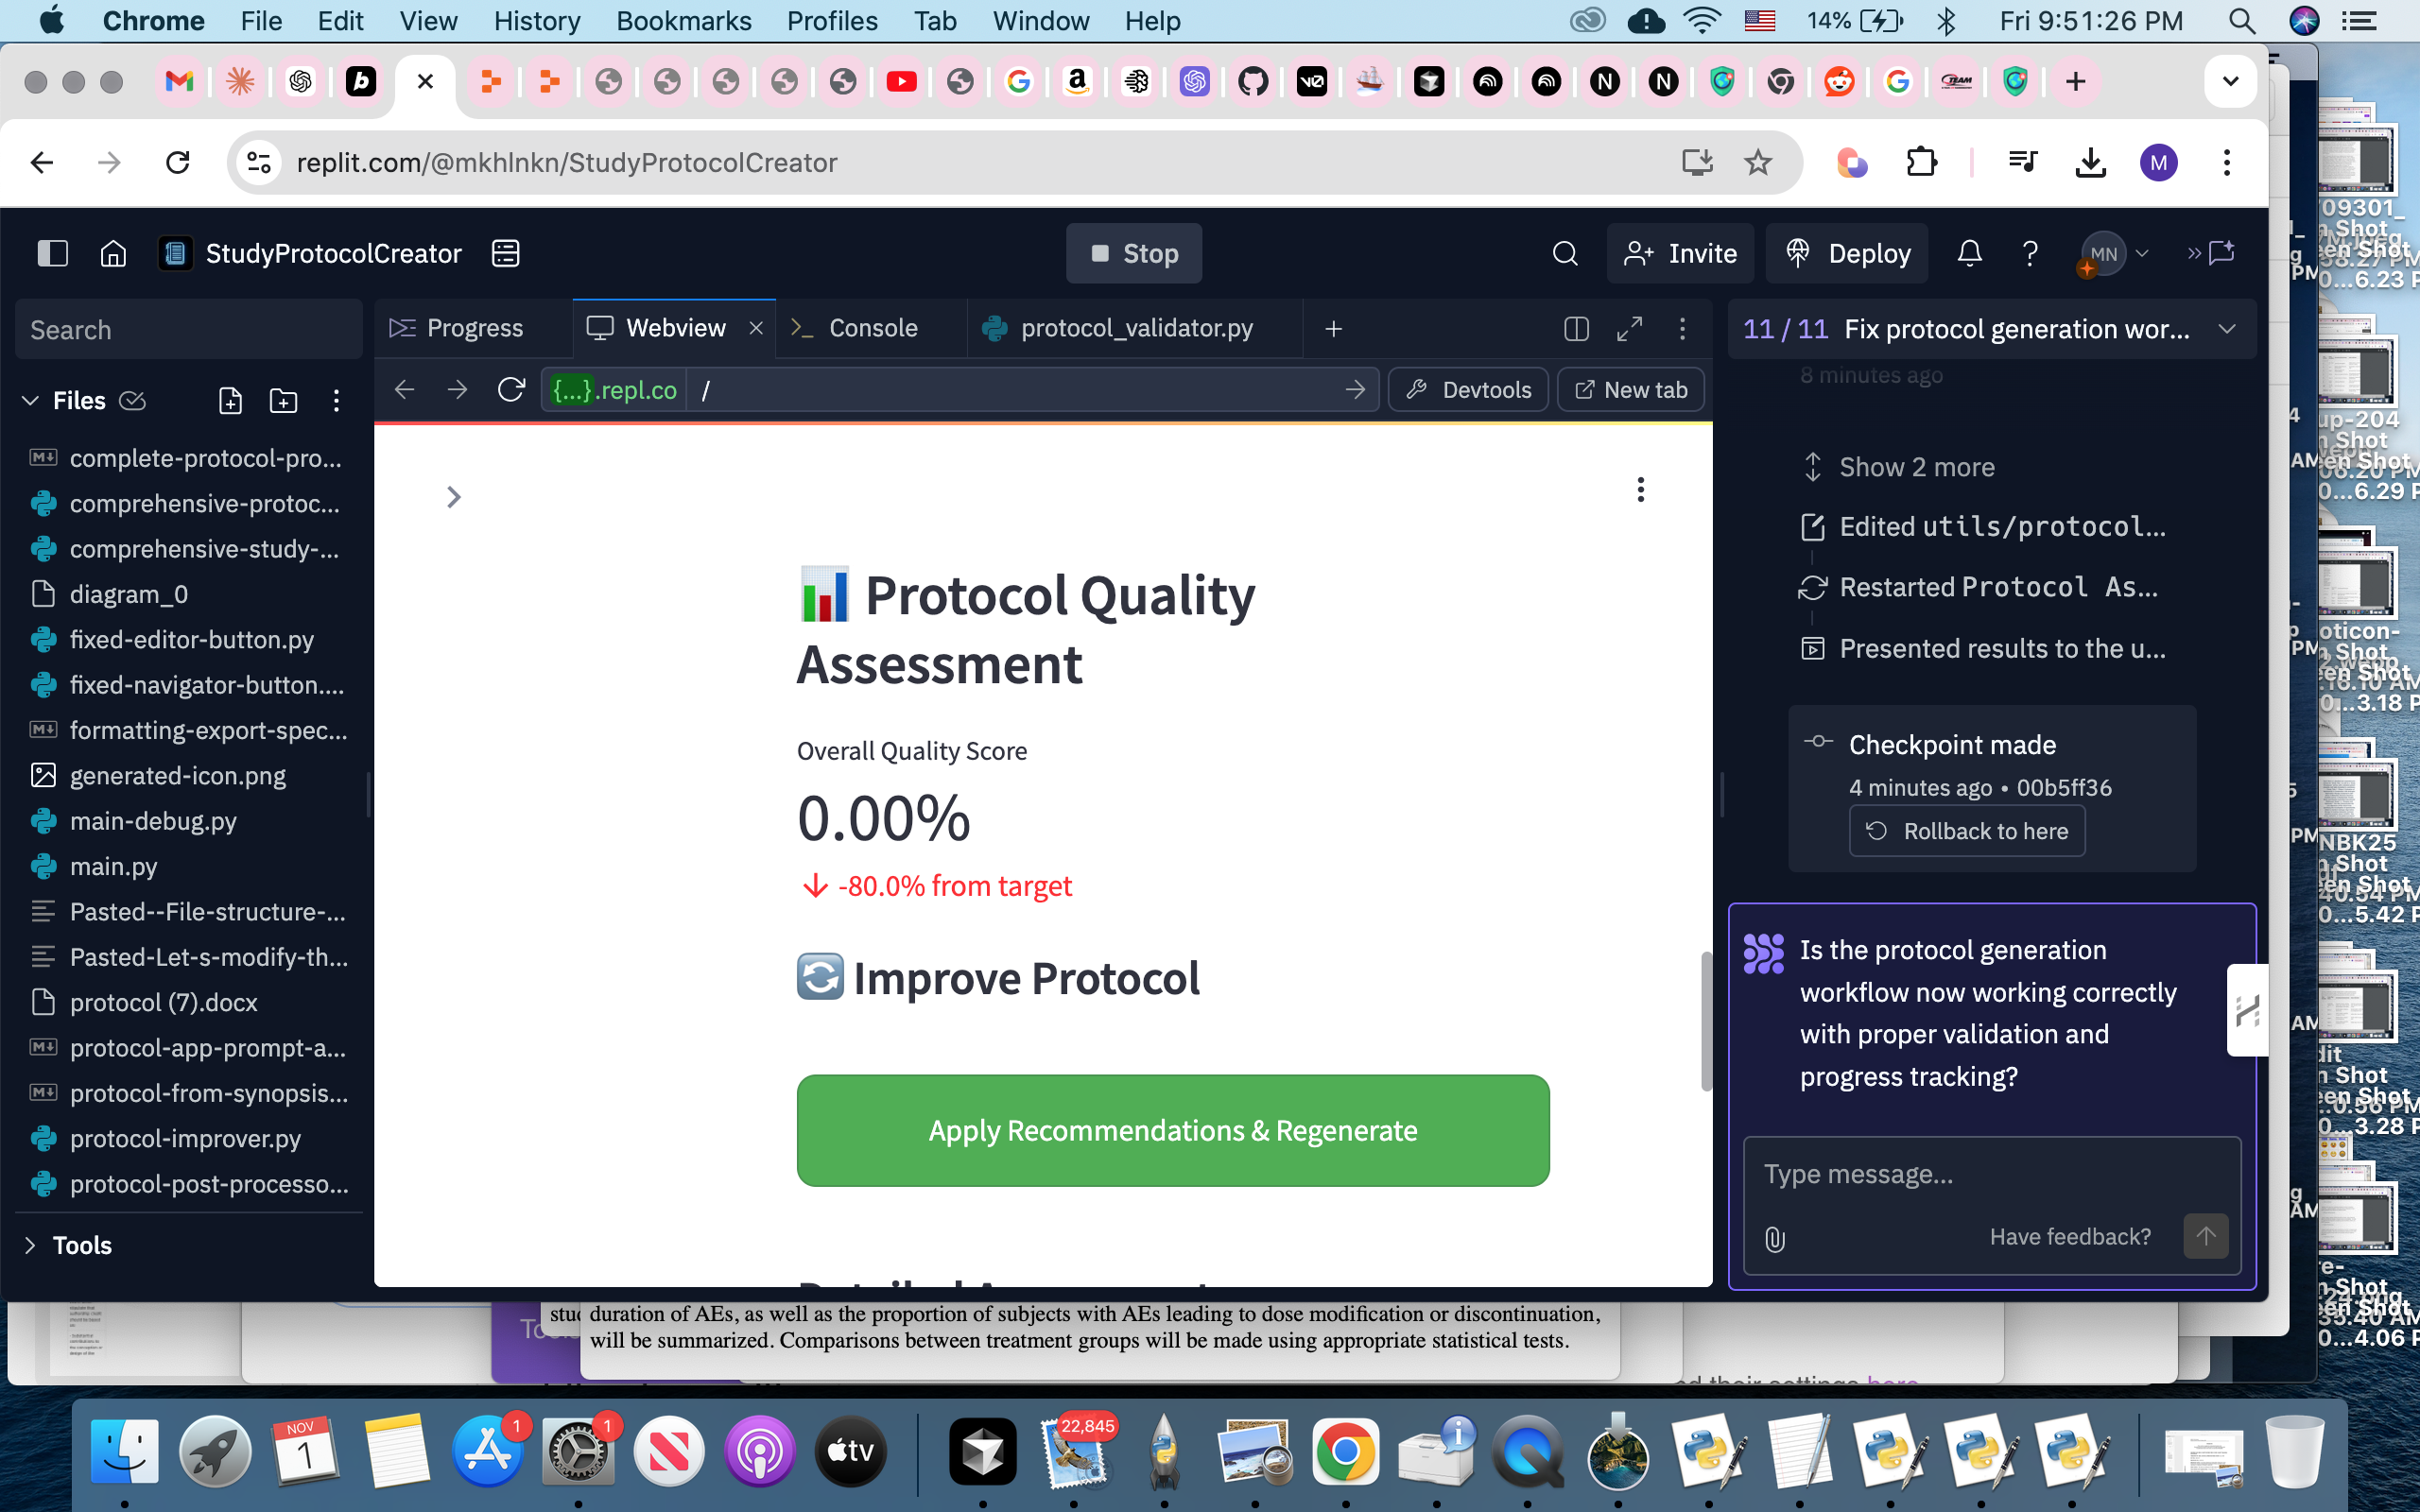 Chrome File Edit View History Bookmarks Profiles Tab Window Help
14% Fri 9:51:26 PM
replit.com/@mkhlnkn/StudyProtocolCreator
M
StudyProtocolCreator
Stop
Invite
Deploy
MN
Search
Files
complete-protocol-pro...
comprehensive-protoc...
comprehensive-study-...
diagram_0
fixed-editor-button.py
fixed-navigator-button....
formatting-export-spec...
generated-icon.png
main-debug.py
main.py
Pasted--File-structure-...
Pasted-Let-s-modify-th...
protocol (7).docx
protocol-app-prompt-a...
protocol-from-synopsis...
protocol-improver.py
protocol-post-processo...
Tools
Progress
Webview
Console
protocol_validator.py
{...}.repl.co /
Devtools
New tab
Protocol Quality
Assessment
Overall Quality Score
0.00%
-80.0% from target
Improve Protocol
Apply Recommendations & Regenerate
11 / 11 Fix protocol generation wor...
8 minutes ago
Show 2 more
Edited utils/protocol...
Restarted Protocol As...
Presented results to the u...
Checkpoint made
4 minutes ago • 00b5ff36
Rollback to here
Is the protocol generation
workflow now working correctly
with proper validation and
progress tracking?
Type message...
Have feedback?
duration of AEs, as well as the proportion of subjects with AEs leading to dose modification or discontinuation,
will be summarized. Comparisons between treatment groups will be made using appropriate statistical tests.
their settings here
NOV
1
1
1
tv
22,845